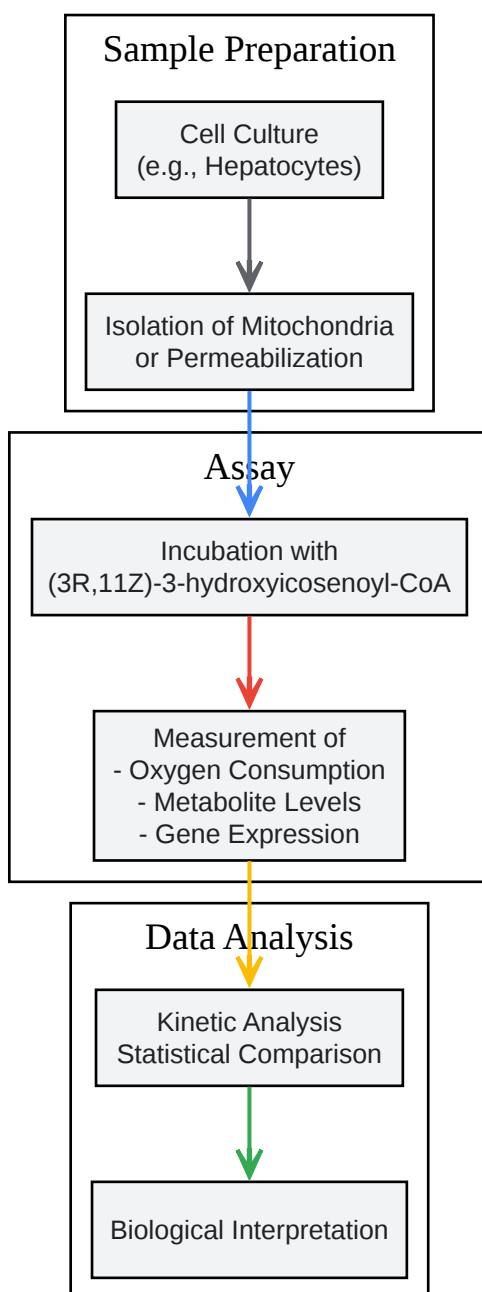 Sample Preparation
Cell Culture
(e.g., Hepatocytes)
Isolation of Mitochondria
or Permeabilization
Assay
Incubation with
(3R,11Z)-3-hydroxyicosenoyl-CoA
Measurement of
- Oxygen Consumption
- Metabolite Levels
- Gene Expression
Data Analysis
Kinetic Analysis
Statistical Comparison
Biological Interpretation